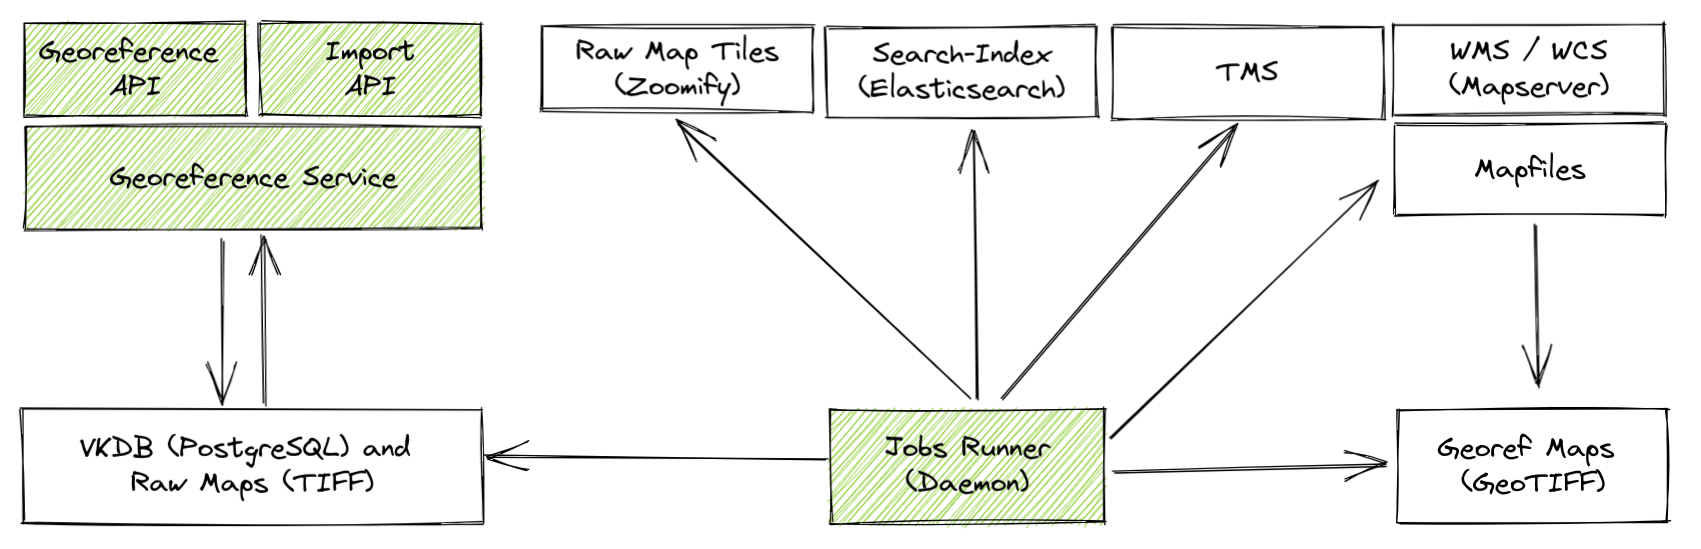 Georeference
API
Import
API
Georeference Service
Raw Map Tiles
(Zoomify)
Search-Index
(Elasticsearch)
TMS
WMS / WCS
(Mapserver)
Mapfiles
VKDB (PostgreSQL) and
Raw Maps (TIFF)
Jobs Runner
(Daemon)
Georef Maps
(GeoTIFF)